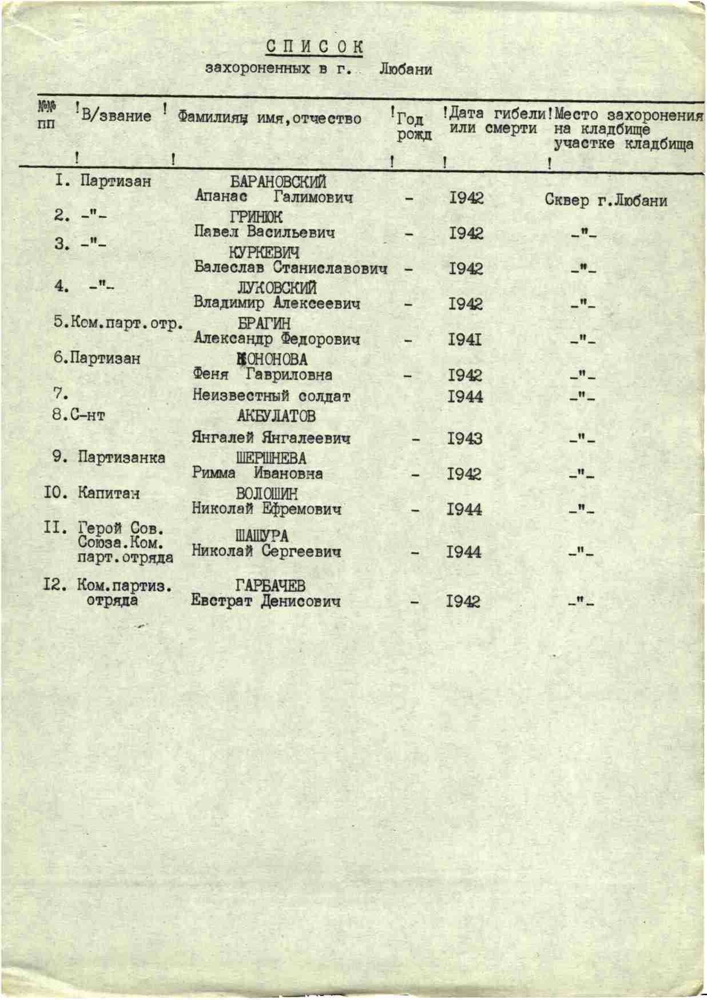 СПИСОК
захороненных в г. Любани
№№ пп ! В/звание ! Фамилия, имя,отчество ! Год рожд ! Дата гибели или смерти ! Место захоронения на кладбище участке кладбища
! ! ! ! !
I. Партизан БАРАНОВСКИЙ
Апанас Галимович - I942 Сквер г.Любани
2. -"- ГРИНЮК
Павел Васильевич - I942 -"-
3. -"- КУРКЕВИЧ
Балеслав Станиславович - I942 -"-
4. -"- ЛУКОВСКИЙ
Владимир Алексеевич - I942 -"-
5.Ком.парт.отр. БРАГИН
Александр Федорович - I94I -"-
6.Партизан КОНОНОВА
Феня Гавриловна - I942 -"-
7. Неизвестный солдат I944 -"-
8.С-нт АКБУЛАТОВ
Янгалей Янгалеевич - I943 -"-
9. Партизанка ШЕРШНЕВА
Римма Ивановна - I942 -"-
I0. Капитан ВОЛОШИН
Николай Ефремович - I944 -"-
II. Герой Сов.
Союза.Ком. ШАШУРА
парт.отряда Николай Сергеевич - I944 -"-
I2. Ком.партиз. ГАРБАЧЕВ
отряда Евстрат Денисович - I942 -"-